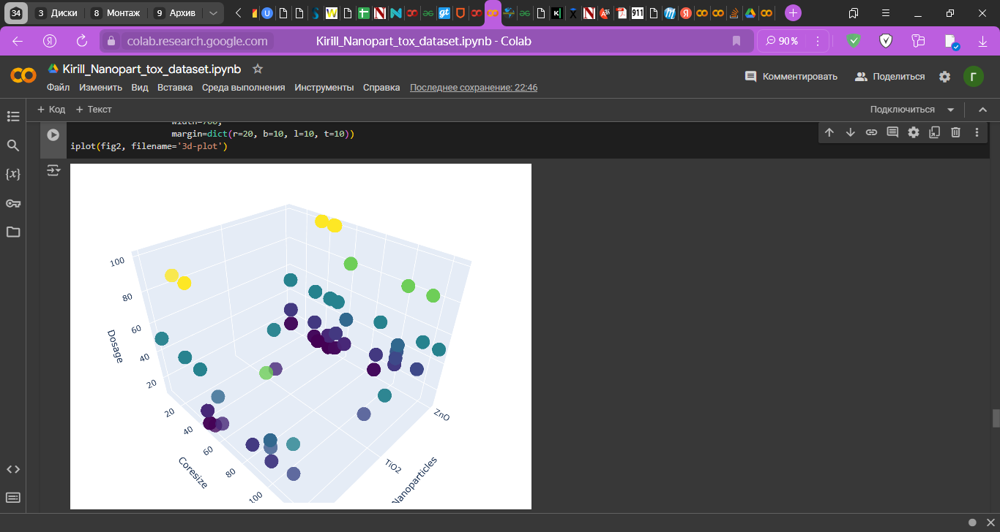 34 3 Диски 8 Монтаж 9 Архив
colab.research.google.com Kirill_Nanopart_tox_dataset.ipynb - Colab 90%
Kirill_Nanopart_tox_dataset.ipynb
Файл Изменить Вид Вставка Среда выполнения Инструменты Справка Последнее сохранение: 22:46
Комментировать Поделиться Г
+ Код + Текст Подключиться
margin=dict(r=20, b=10, l=10, t=10))
iplot(fig2, filename='3d-plot')
100
80
60
40
20
Dosage
20
40
60
80
100
Coresize
ZnO
TiO2
Nanoparticles